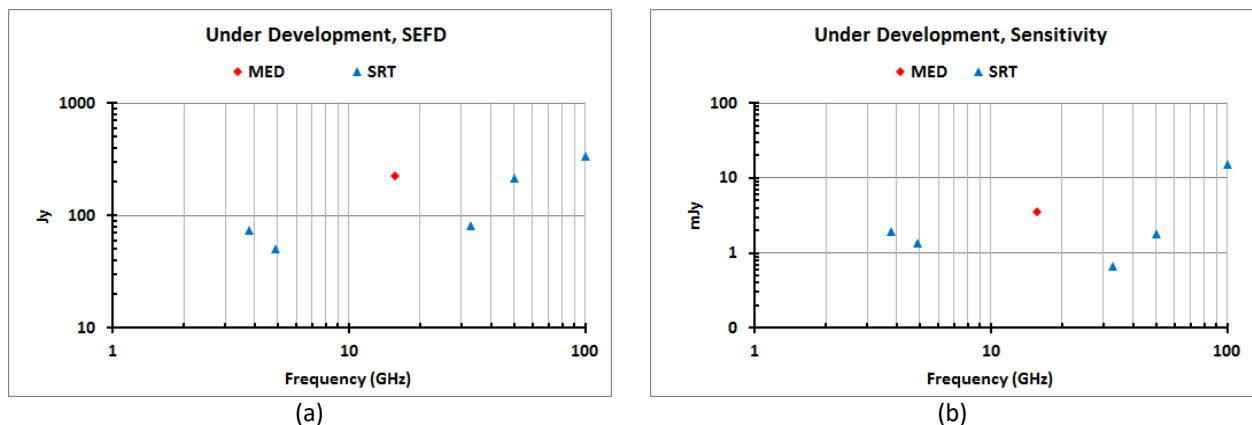 Under Development, SEFD
MED SRT
1000
100
10
Jy
1 10 100
Frequency (GHz)
(a)
Under Development, Sensitivity
MED SRT
100
10
1
0
mJy
1 10 100
Frequency (GHz)
(b)